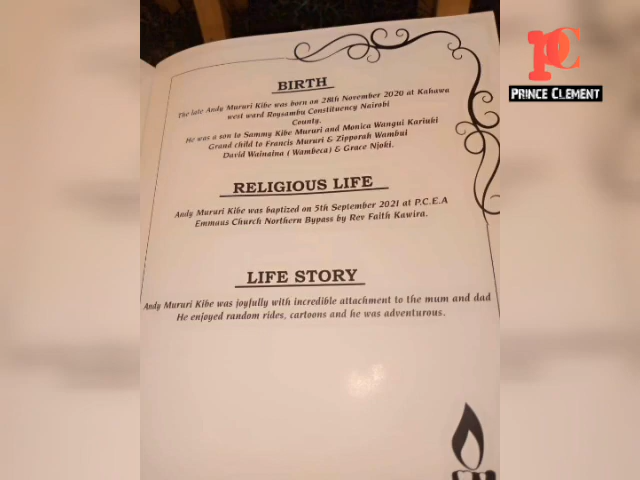 PC
PRINCE CLEMENT
BIRTH
The late Andy Mururi Kibe was born on 28th November 2020 at Kahawa
west ward Roysambu Constituency Nairobi
County.
He was a son to Sammy Kibe Mururi and Monica Wangui Kariuki
Grand child to Francis Mururi & Zipporah Wambui
David Wainaina ( Wambeca) & Grace Njoki.
RELIGIOUS LIFE
Andy Mururi Kibe was baptized on 5th September 2021 at P.C.E.A
Emmaus Church Northern Bypass by Rev Faith Kawira.
LIFE STORY
Andy Mururi Kibe was joyfully with incredible attachment to the mum and dad
He enjoyed random rides, cartoons and he was adventurous.